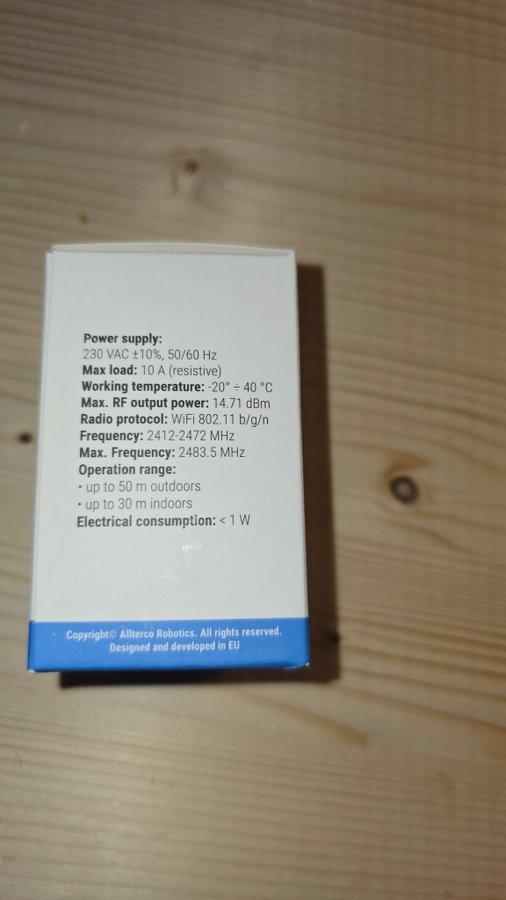 Power supply:
230 VAC ±10%, 50/60 Hz
Max load: 10 A (resistive)
Working temperature: -20° ÷ 40 °C
Max. RF output power: 14.71 dBm
Radio protocol: WiFi 802.11 b/g/n
Frequency: 2412-2472 MHz
Max. Frequency: 2483.5 MHz
Operation range:
• up to 50 m outdoors
• up to 30 m indoors
Electrical consumption: < 1 W
Copyright© Allterco Robotics. All rights reserved.
Designed and developed in EU